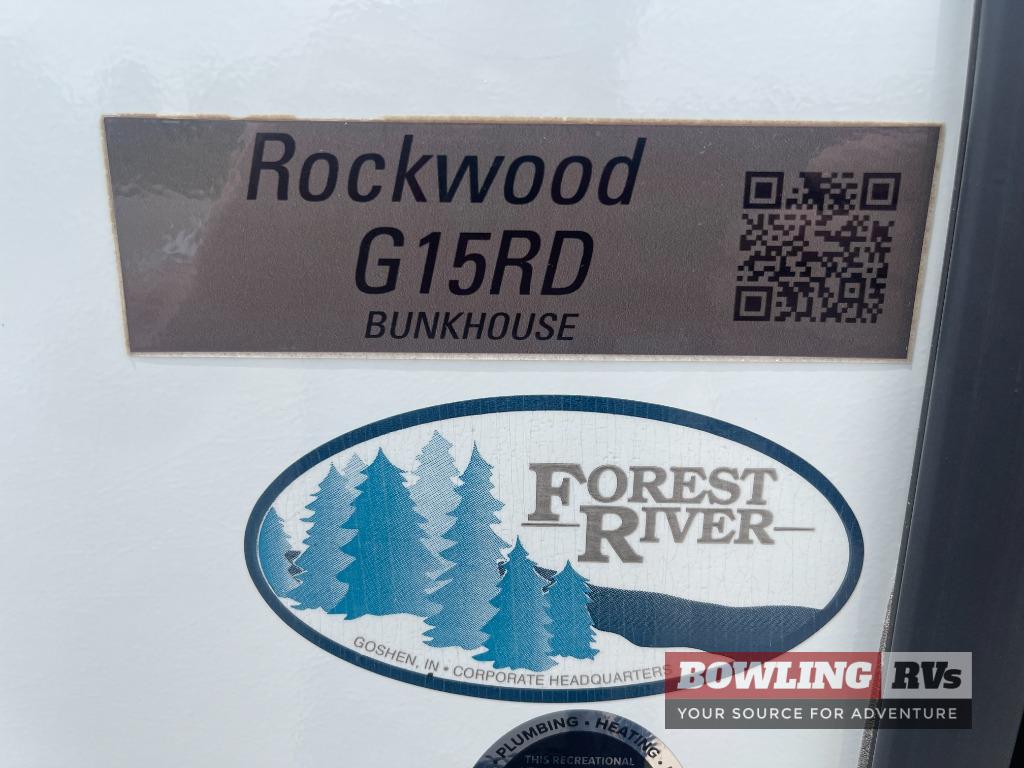 Rockwood
G15RD
BUNKHOUSE
FOREST
RIVER
GOSHEN, IN • CORPORATE HEADQUARTERS
BOWLING RVs
YOUR SOURCE FOR ADVENTURE
PLUMBING • HEATING
THIS RECREATIONAL